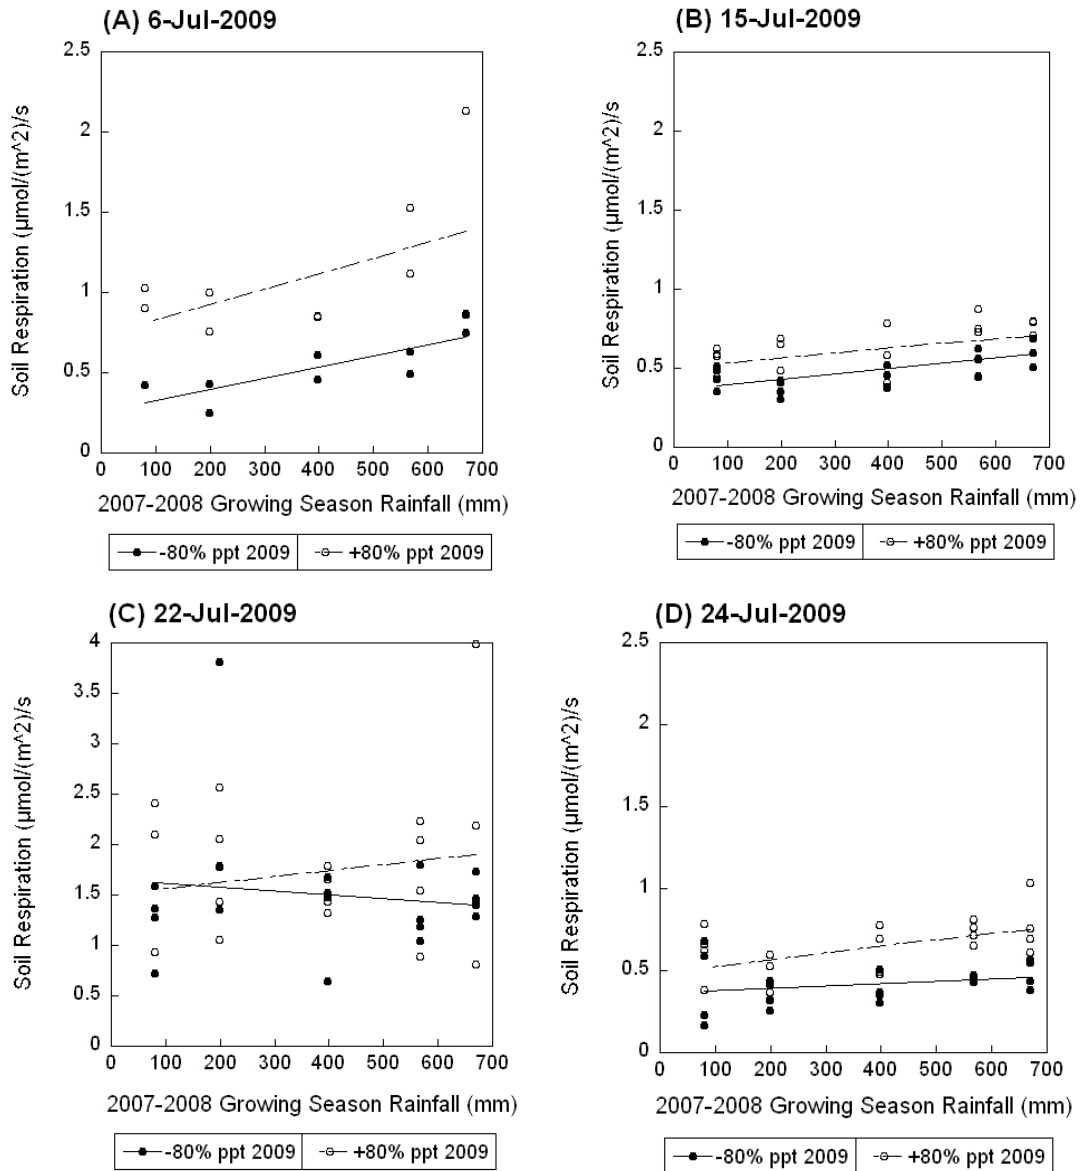 (A) 6-Jul-2009
2.5
2
1.5
1
0.5
0
0 100 200 300 400 500 600 700
Soil Respiration (µmol/(m^2)/s
2007-2008 Growing Season Rainfall (mm)
-80% ppt 2009 +80% ppt 2009
(B) 15-Jul-2009
2.5
2
1.5
1
0.5
0
0 100 200 300 400 500 600 700
Soil Respiration (µmol/(m^2)/s
2007-2008 Growing Season Rainfall (mm)
-80% ppt 2009 +80% ppt 2009
(C) 22-Jul-2009
4
3.5
3
2.5
2
1.5
1
0.5
0
0 100 200 300 400 500 600 700
Soil Respiration (µmol/(m^2)/s
2007-2008 Growing Season Rainfall (mm)
-80% ppt 2009 +80% ppt 2009
(D) 24-Jul-2009
2.5
2
1.5
1
0.5
0
0 100 200 300 400 500 600 700
Soil Respiration (µmol/(m^2)/s
2007-2008 Growing Season Rainfall (mm)
-80% ppt 2009 +80% ppt 2009